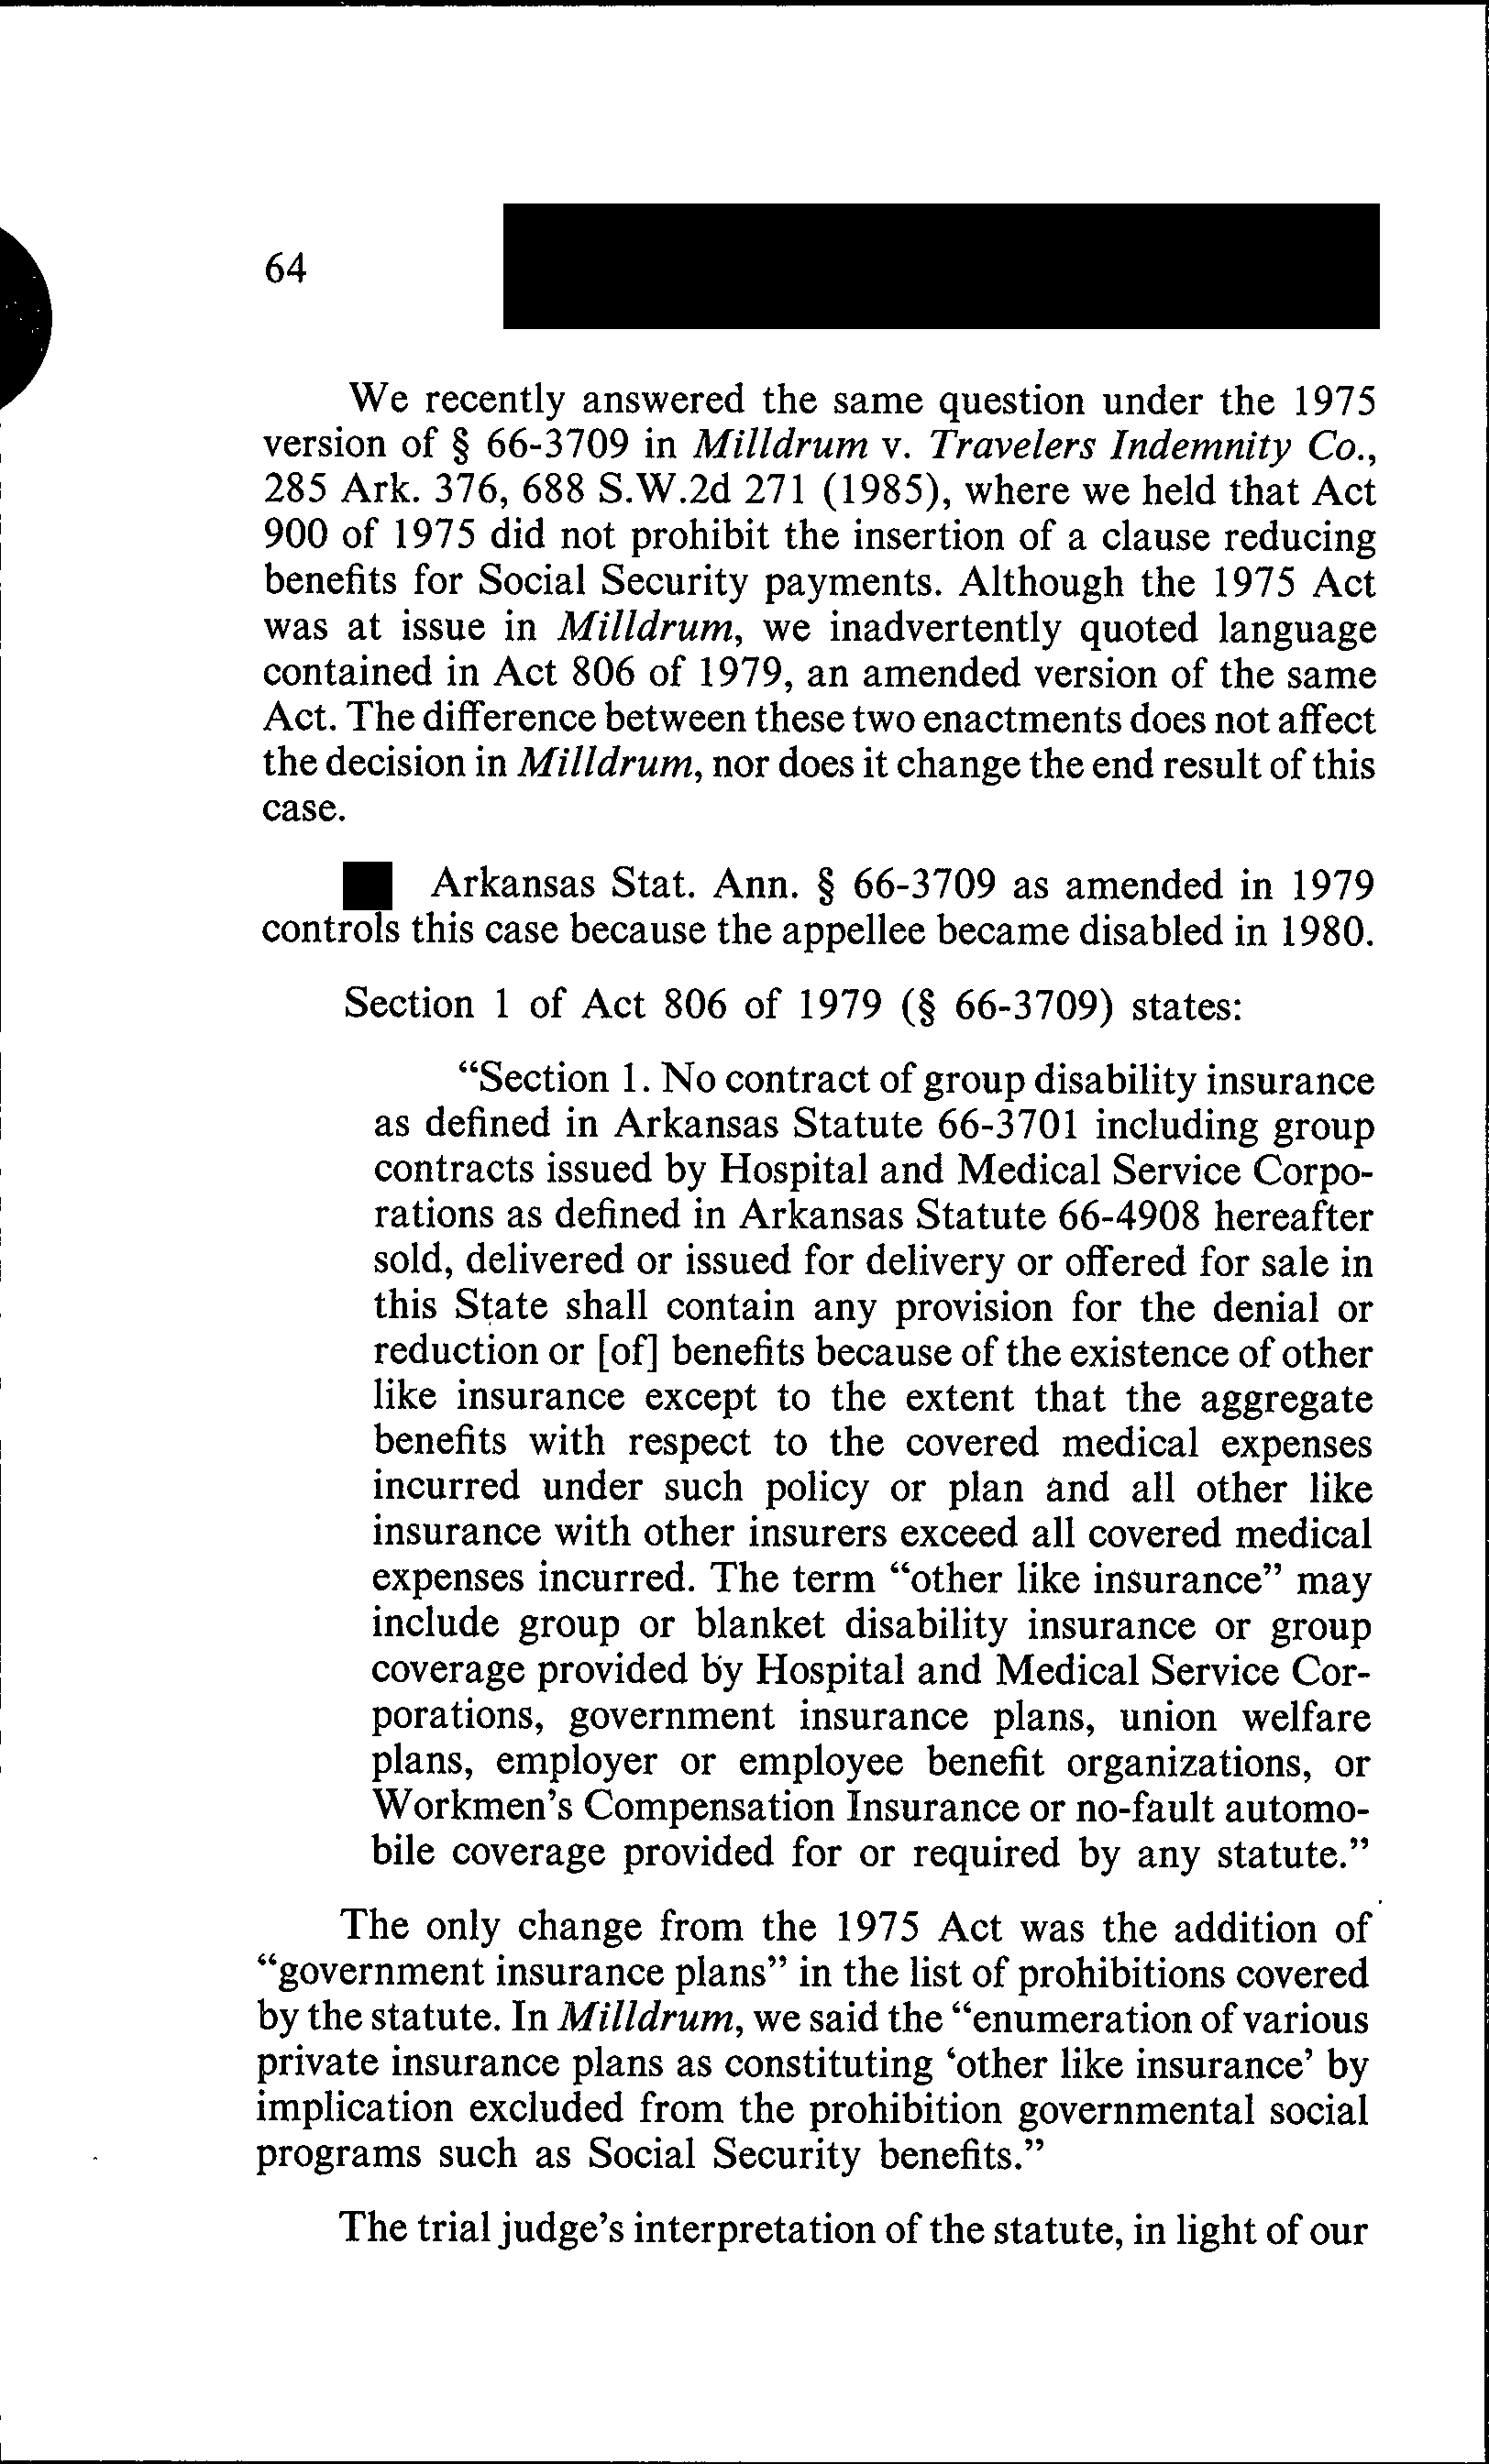 64
We recently answered the same question under the 1975
version of § 66-3709 in Milldrum v. Travelers Indemnity Co.,
285 Ark. 376, 688 S.W.2d 271 (1985), where we held that Act
900 of 1975 did not prohibit the insertion of a clause reducing
benefits for Social Security payments. Although the 1975 Act
was at issue in Milldrum, we inadvertently quoted language
contained in Act 806 of 1979, an amended version of the same
Act. The difference between these two enactments does not affect
the decision in Milldrum, nor does it change the end result of this
case.
Arkansas Stat. Ann. § 66-3709 as amended in 1979
controls this case because the appellee became disabled in 1980.
Section 1 of Act 806 of 1979 (§ 66-3709) states:
“Section 1. No contract of group disability insurance
as defined in Arkansas Statute 66-3701 including group
contracts issued by Hospital and Medical Service Corpo-
rations as defined in Arkansas Statute 66-4908 hereafter
sold, delivered or issued for delivery or offered for sale in
this State shall contain any provision for the denial or
reduction or [of] benefits because of the existence of other
like insurance except to the extent that the aggregate
benefits with respect to the covered medical expenses
incurred under such policy or plan and all other like
insurance with other insurers exceed all covered medical
expenses incurred. The term “other like insurance” may
include group or blanket disability insurance or group
coverage provided by Hospital and Medical Service Cor-
porations, government insurance plans, union welfare
plans, employer or employee benefit organizations, or
Workmen’s Compensation Insurance or no-fault automo-
bile coverage provided for or required by any statute.”
The only change from the 1975 Act was the addition of
“government insurance plans” in the list of prohibitions covered
by the statute. In Milldrum, we said the “enumeration of various
private insurance plans as constituting ‘other like insurance’ by
implication excluded from the prohibition governmental social
programs such as Social Security benefits.”
The trial judge’s interpretation of the statute, in light of our